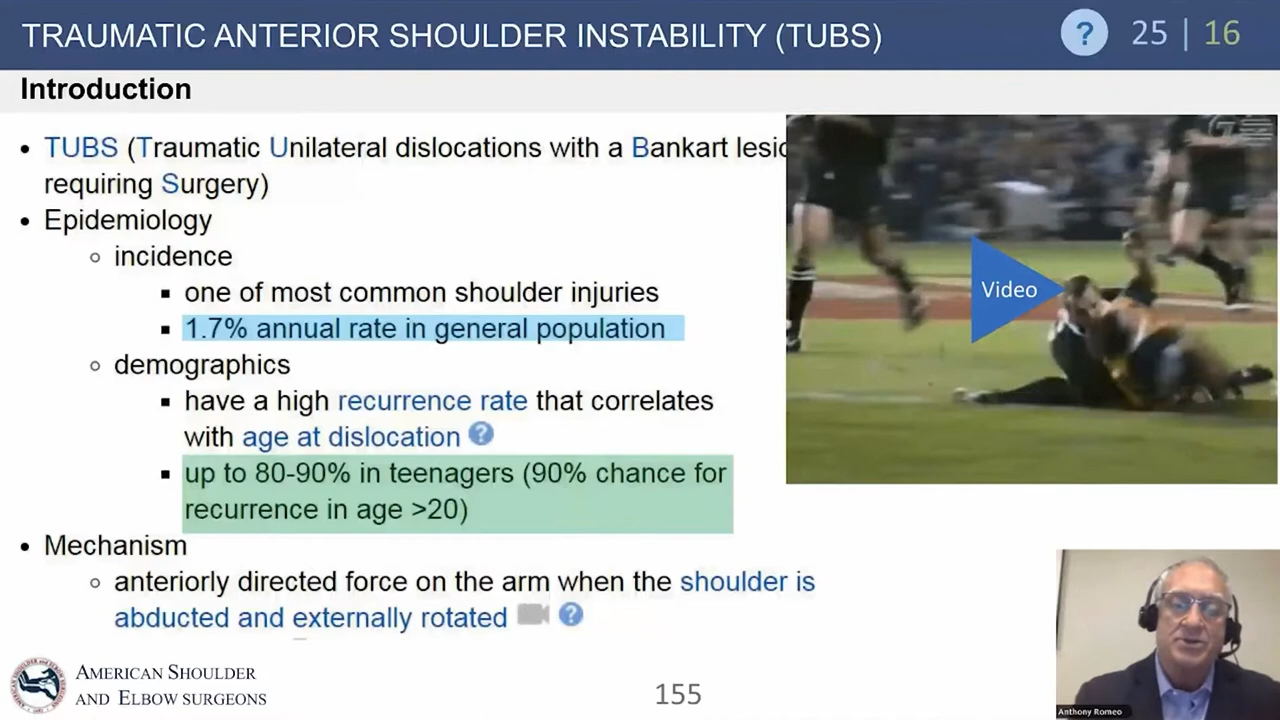 TRAUMATIC ANTERIOR SHOULDER INSTABILITY (TUBS)
? 25 | 16
Introduction
• TUBS (Traumatic Unilateral dislocations with a Bankart lesic
requiring Surgery)
• Epidemiology
○ incidence
▪ one of most common shoulder injuries
▪ 1.7% annual rate in general population
○ demographics
▪ have a high recurrence rate that correlates
with age at dislocation ?
▪ up to 80-90% in teenagers (90% chance for
recurrence in age >20)
• Mechanism
○ anteriorly directed force on the arm when the shoulder is
abducted and externally rotated ?
Video
AMERICAN SHOULDER
AND ELBOW SURGEONS
155
Anthony Romeo